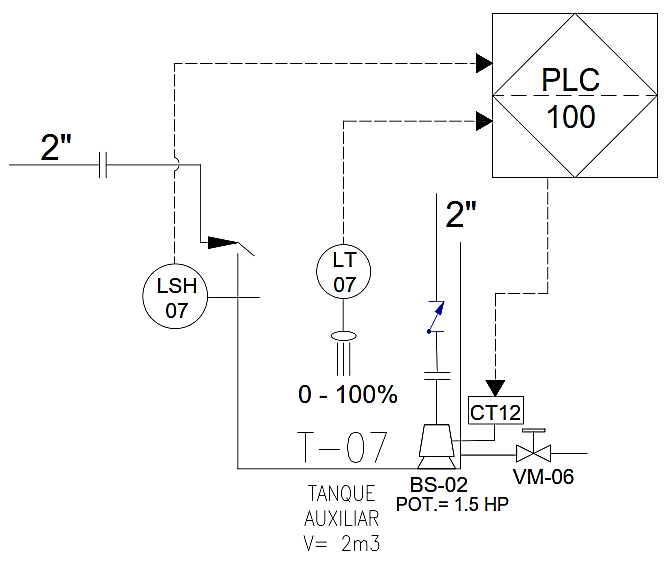 PLC
100
2"
2"
LSH
07
LT
07
0 - 100%
CT12
T-07
BS-02
POT.= 1.5 HP
VM-06
TANQUE
AUXILIAR
V= 2m3